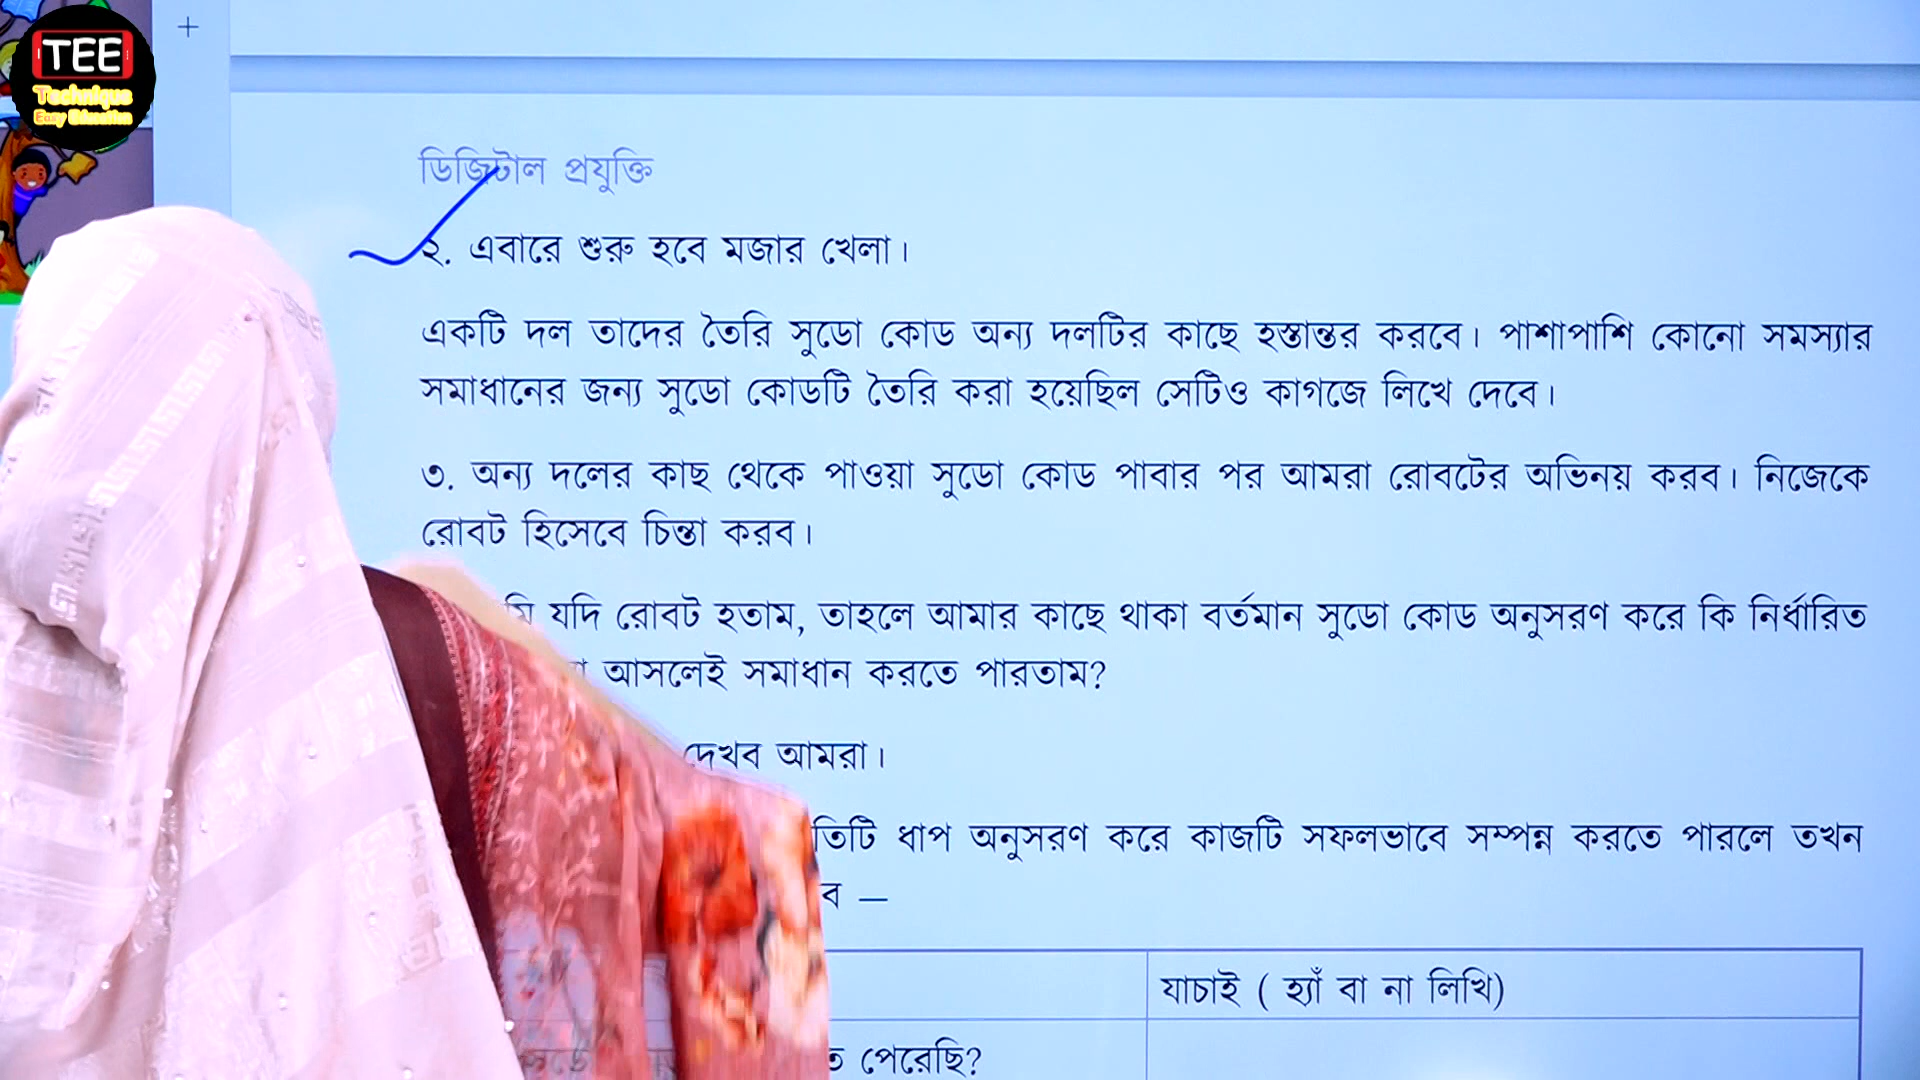 TEE
Technique
Easy Education
ডিজিটাল প্রযুক্তি
২. এবারে শুরু হবে মজার খেলা।
একটি দল তাদের তৈরি সুডো কোড অন্য দলটির কাছে হস্তান্তর করবে। পাশাপাশি কোনো সমস্যার
সমাধানের জন্য সুডো কোডটি তৈরি করা হয়েছিল সেটিও কাগজে লিখে দেবে।
৩. অন্য দলের কাছ থেকে পাওয়া সুডো কোড পাবার পর আমরা রোবটের অভিনয় করব। নিজেকে
রোবট হিসেবে চিন্তা করব।
যদি রোবট হতাম, তাহলে আমার কাছে থাকা বর্তমান সুডো কোড অনুসরণ করে কি নির্ধারিত
আসলেই সমাধান করতে পারতাম?
দেখব আমরা।
ধাপ অনুসরণ করে কাজটি সফলভাবে সম্পন্ন করতে পারলে তখন
—
যাচাই ( হ্যাঁ বা না লিখি)
পেরেছি?